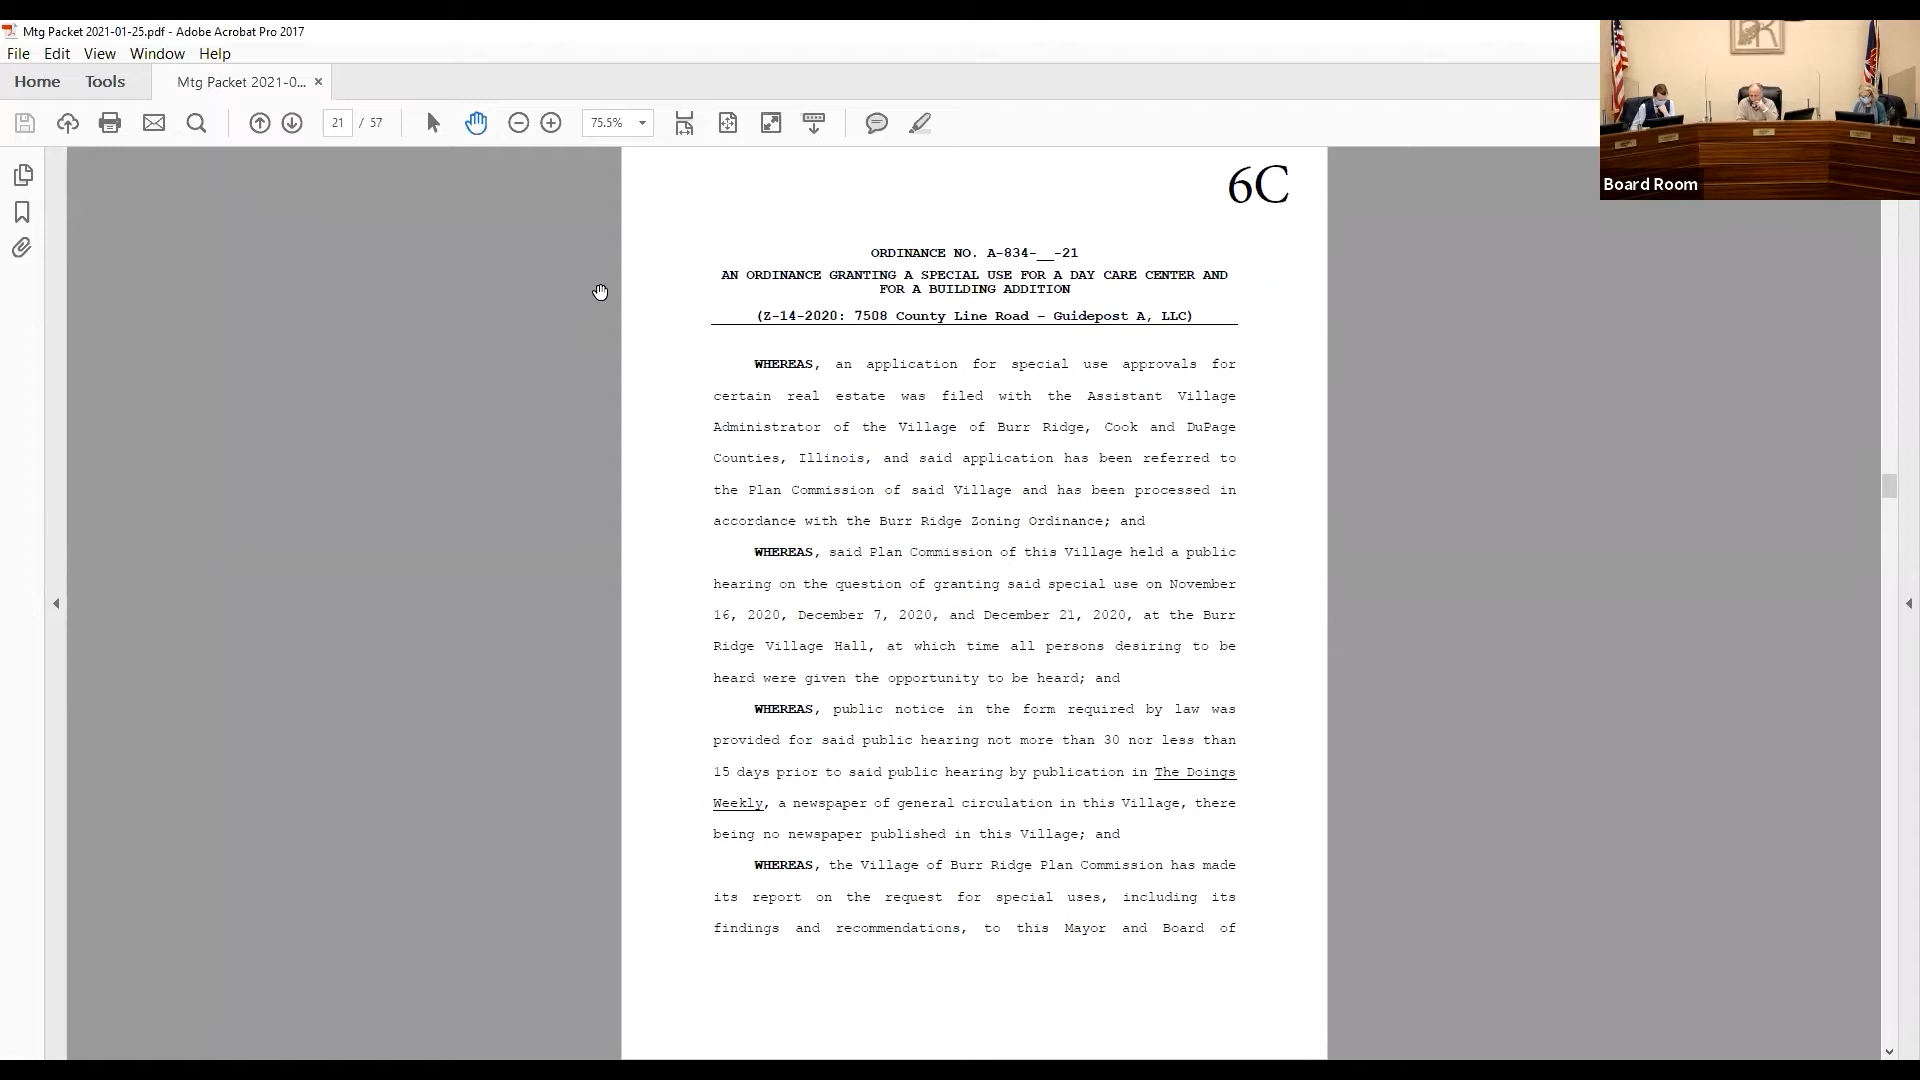 Mtg Packet 2021-01-25.pdf - Adobe Acrobat Pro 2017
File Edit View Window Help
Home Tools Mtg Packet 2021-0... ×
21 / 57 75.5%
Board Room
6C
ORDINANCE NO. A-834-__-21
AN ORDINANCE GRANTING A SPECIAL USE FOR A DAY CARE CENTER AND
FOR A BUILDING ADDITION
(Z-14-2020: 7508 County Line Road – Guidepost A, LLC)
WHEREAS, an application for special use approvals for
certain real estate was filed with the Assistant Village
Administrator of the Village of Burr Ridge, Cook and DuPage
Counties, Illinois, and said application has been referred to
the Plan Commission of said Village and has been processed in
accordance with the Burr Ridge Zoning Ordinance; and
WHEREAS, said Plan Commission of this Village held a public
hearing on the question of granting said special use on November
16, 2020, December 7, 2020, and December 21, 2020, at the Burr
Ridge Village Hall, at which time all persons desiring to be
heard were given the opportunity to be heard; and
WHEREAS, public notice in the form required by law was
provided for said public hearing not more than 30 nor less than
15 days prior to said public hearing by publication in The Doings
Weekly, a newspaper of general circulation in this Village, there
being no newspaper published in this Village; and
WHEREAS, the Village of Burr Ridge Plan Commission has made
its report on the request for special uses, including its
findings and recommendations, to this Mayor and Board of